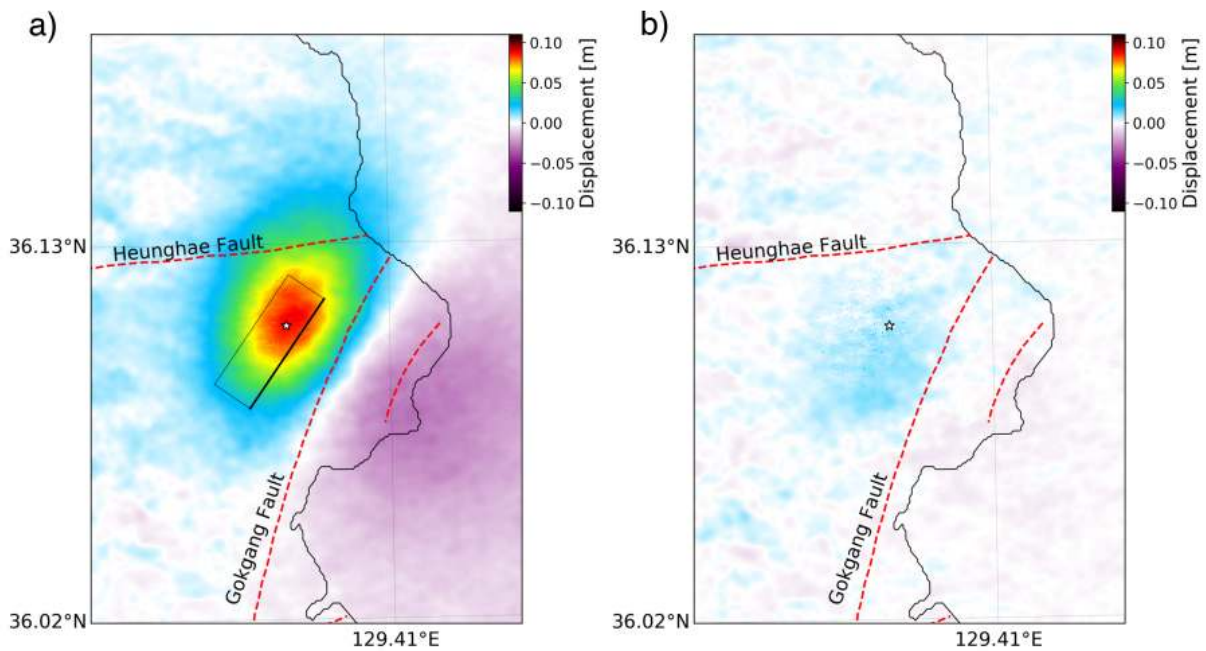 a)
0.10
0.05
0.00
−0.05
−0.10
Displacement [m]
36.13°N
Heunghae Fault
Gokgang Fault
36.02°N
129.41°E
b)
0.10
0.05
0.00
−0.05
−0.10
Displacement [m]
36.13°N
Heunghae Fault
Gokgang Fault
36.02°N
129.41°E